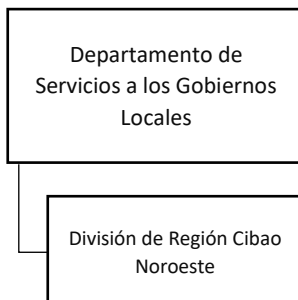 Departamento de
Servicios a los Gobiernos
Locales
División de Región Cibao
Noroeste